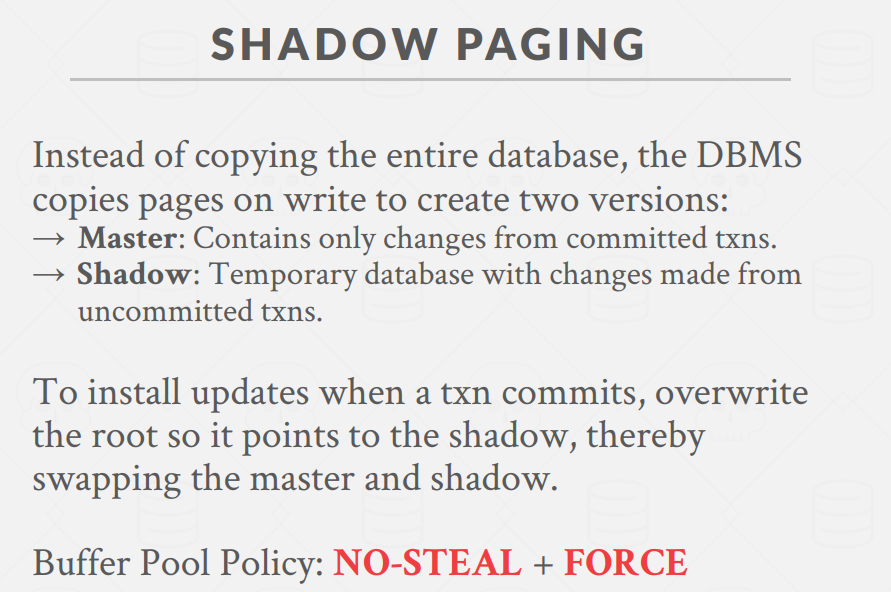 SHADOW PAGING
Instead of copying the entire database, the DBMS
copies pages on write to create two versions:
→ Master: Contains only changes from committed txns.
→ Shadow: Temporary database with changes made from
uncommitted txns.
To install updates when a txn commits, overwrite
the root so it points to the shadow, thereby
swapping the master and shadow.
Buffer Pool Policy: NO-STEAL + FORCE